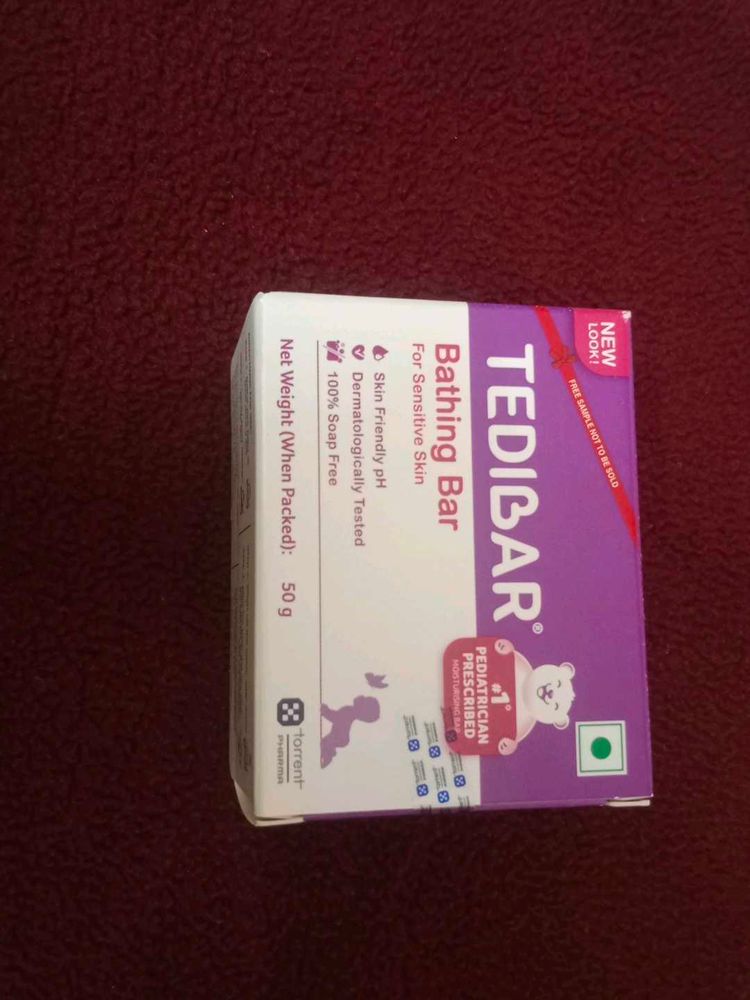 NEW
LOOK!
FREE SAMPLE NOT TO BE SOLD
TEDIBAR®
Bathing Bar
For Sensitive Skin
Skin Friendly pH
Dermatologically Tested
100% Soap Free
#1°
PEDIATRICIAN
PRESCRIBED
MOISTURISING BAR
Net Weight (When Packed): 50 g
torrent
PHARMA